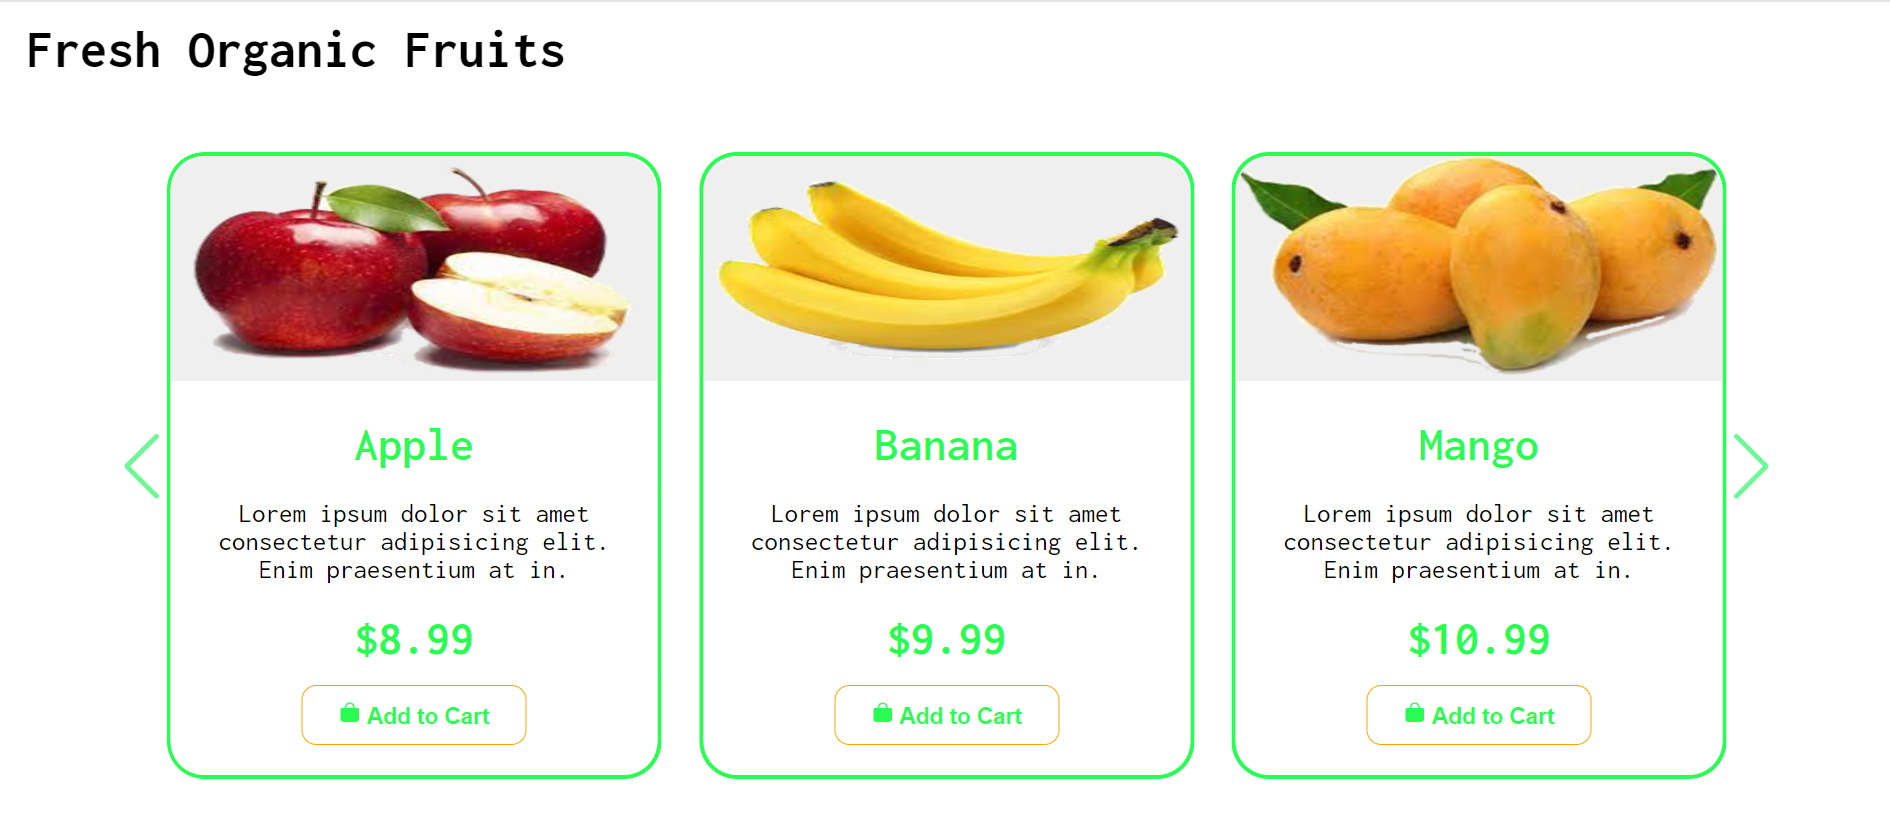 Fresh Organic Fruits
Apple
Lorem ipsum dolor sit amet
consectetur adipisicing elit.
Enim praesentium at in.
$8.99
Add to Cart
Banana
Lorem ipsum dolor sit amet
consectetur adipisicing elit.
Enim praesentium at in.
$9.99
Add to Cart
Mango
Lorem ipsum dolor sit amet
consectetur adipisicing elit.
Enim praesentium at in.
$10.99
Add to Cart